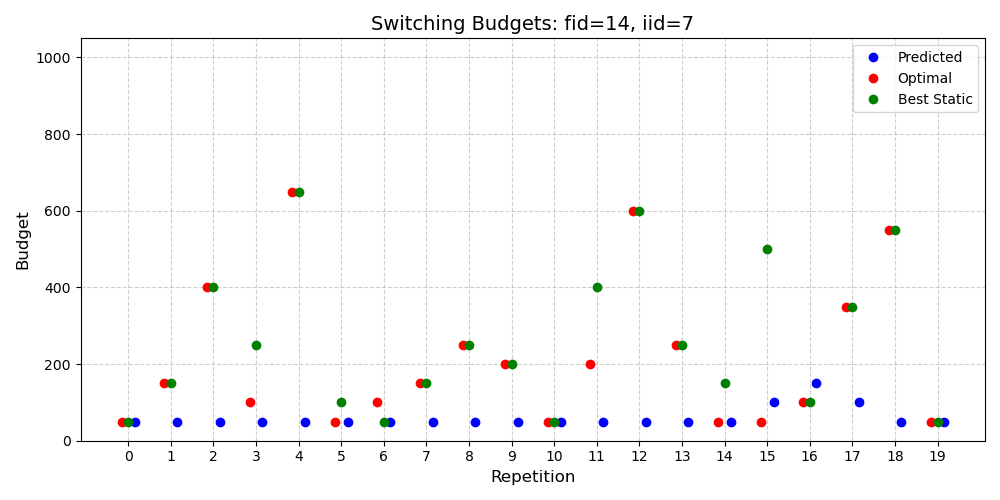 Switching Budgets: fid=14, iid=7
Predicted
Optimal
Best Static
Budget
1000
800
600
400
200
0
0 1 2 3 4 5 6 7 8 9 10 11 12 13 14 15 16 17 18 19
Repetition